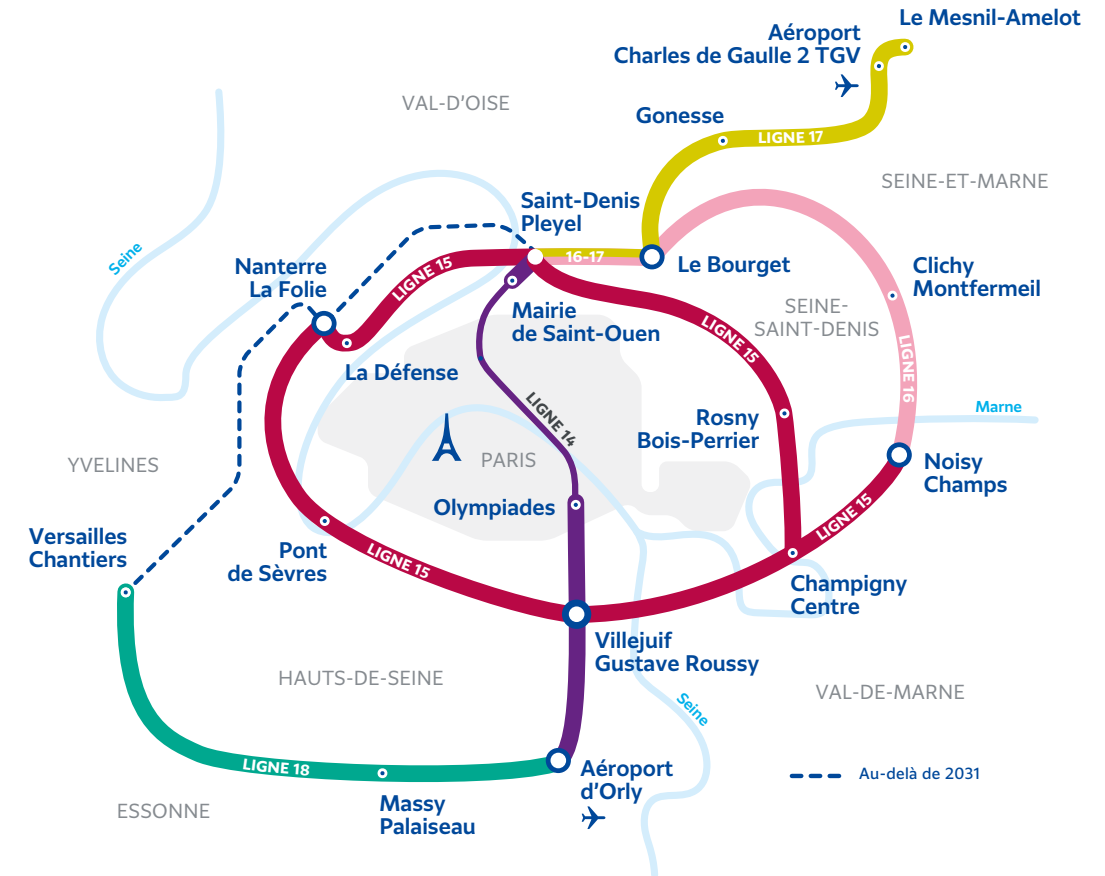 Le Mesnil-Amelot
Aéroport
Charles de Gaulle 2 TGV
VAL-D'OISE
Gonesse
LIGNE 17
SEINE-ET-MARNE
Saint-Denis
Pleyel
Seine
16-17
Le Bourget
Nanterre
La Folie
LIGNE 15
Clichy
Montfermeil
Mairie
de Saint-Ouen
SEINE-
SAINT-DENIS
LIGNE 15
La Défense
LIGNE 16
LIGNE 14
Rosny
Bois-Perrier
Marne
YVELINES
PARIS
Noisy
Champs
Olympiades
LIGNE 15
Versailles
Chantiers
Pont
de Sèvres
LIGNE 15
Champigny
Centre
Villejuif
Gustave Roussy
HAUTS-DE-SEINE
VAL-DE-MARNE
Seine
LIGNE 18
Aéroport
d'Orly
Au-delà de 2031
ESSONNE
Massy
Palaiseau